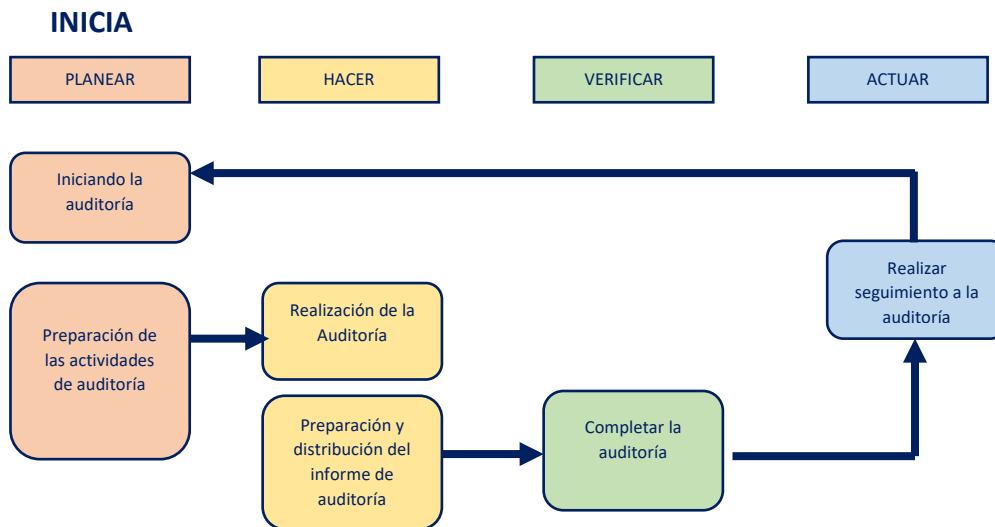 INICIA
PLANEAR
HACER
VERIFICAR
ACTUAR
Iniciando la
auditoría
Realizar
seguimiento a la
auditoría
Preparación de
las actividades
de auditoría
Realización de la
Auditoría
Preparación y
distribución del
informe de
auditoría
Completar la
auditoría